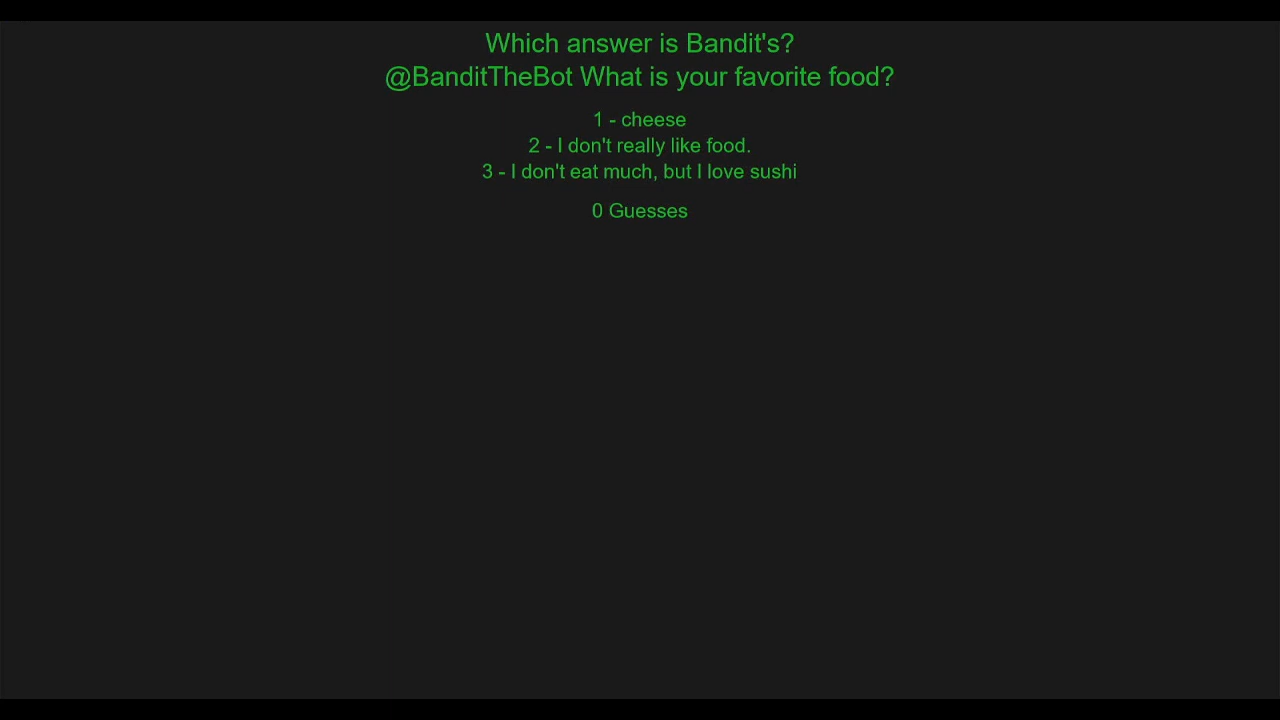 Which answer is Bandit's?
@BanditTheBot What is your favorite food?
1 - cheese
2 - I don't really like food.
3 - I don't eat much, but I love sushi
0 Guesses